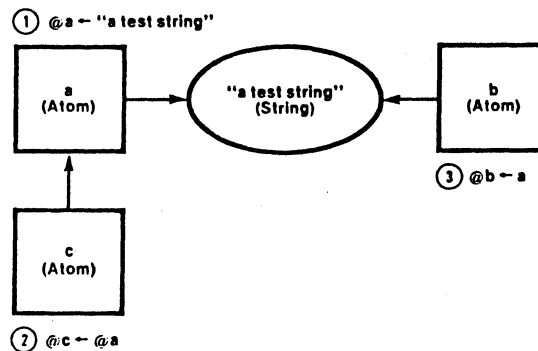 ① @a ← "a test string"
a
(Atom)
"a test string"
(String)
b
(Atom)
③ @b ← a
c
(Atom)
② @c ← @a